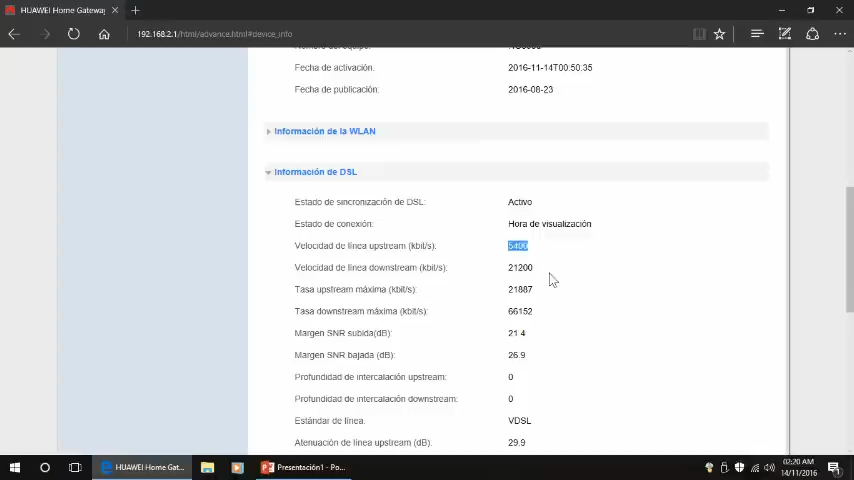 HUAWEI Home Gateway
192.168.2.1/html/advance.html#device_info
Fecha de activación: 2016-11-14T00:50:35
Fecha de publicación: 2016-08-23
Información de la WLAN
Información de DSL
Estado de sincronización de DSL: Activo
Estado de conexión: Hora de visualización
Velocidad de línea upstream (kbit/s): 5400
Velocidad de línea downstream (kbit/s): 21200
Tasa upstream máxima (kbit/s): 21887
Tasa downstream máxima (kbit/s): 66152
Margen SNR subida(dB): 21.4
Margen SNR bajada (dB): 26.9
Profundidad de intercalación upstream: 0
Profundidad de intercalación downstream: 0
Estándar de línea: VDSL
Atenuación de línea upstream (dB): 29.9
HUAWEI Home Gat...
Presentación1 - Po...
02:20 AM
14/11/2016